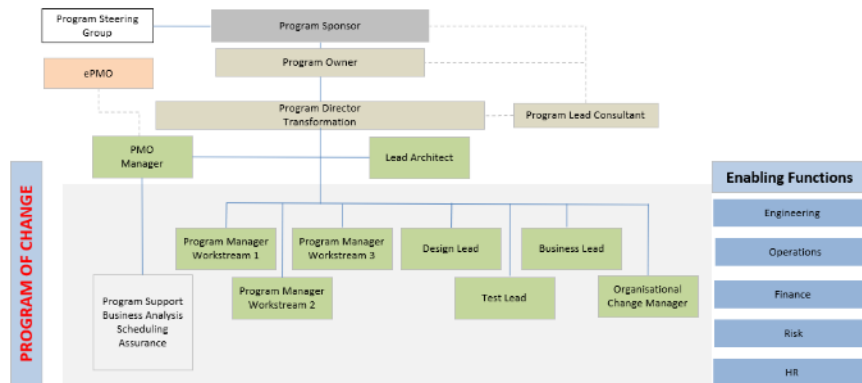 Program Steering
Group
Program Sponsor
Program Owner
ePMO
Program Director
Transformation
Program Lead Consultant
PMO
Manager
Lead Architect
PROGRAM OF CHANGE
Enabling Functions
Engineering
Operations
Finance
Risk
HR
Program Manager
Workstream 1
Program Manager
Workstream 3
Design Lead
Business Lead
Program Manager
Workstream 2
Test Lead
Organisational
Change Manager
Program Support
Business Analysis
Scheduling
Assurance